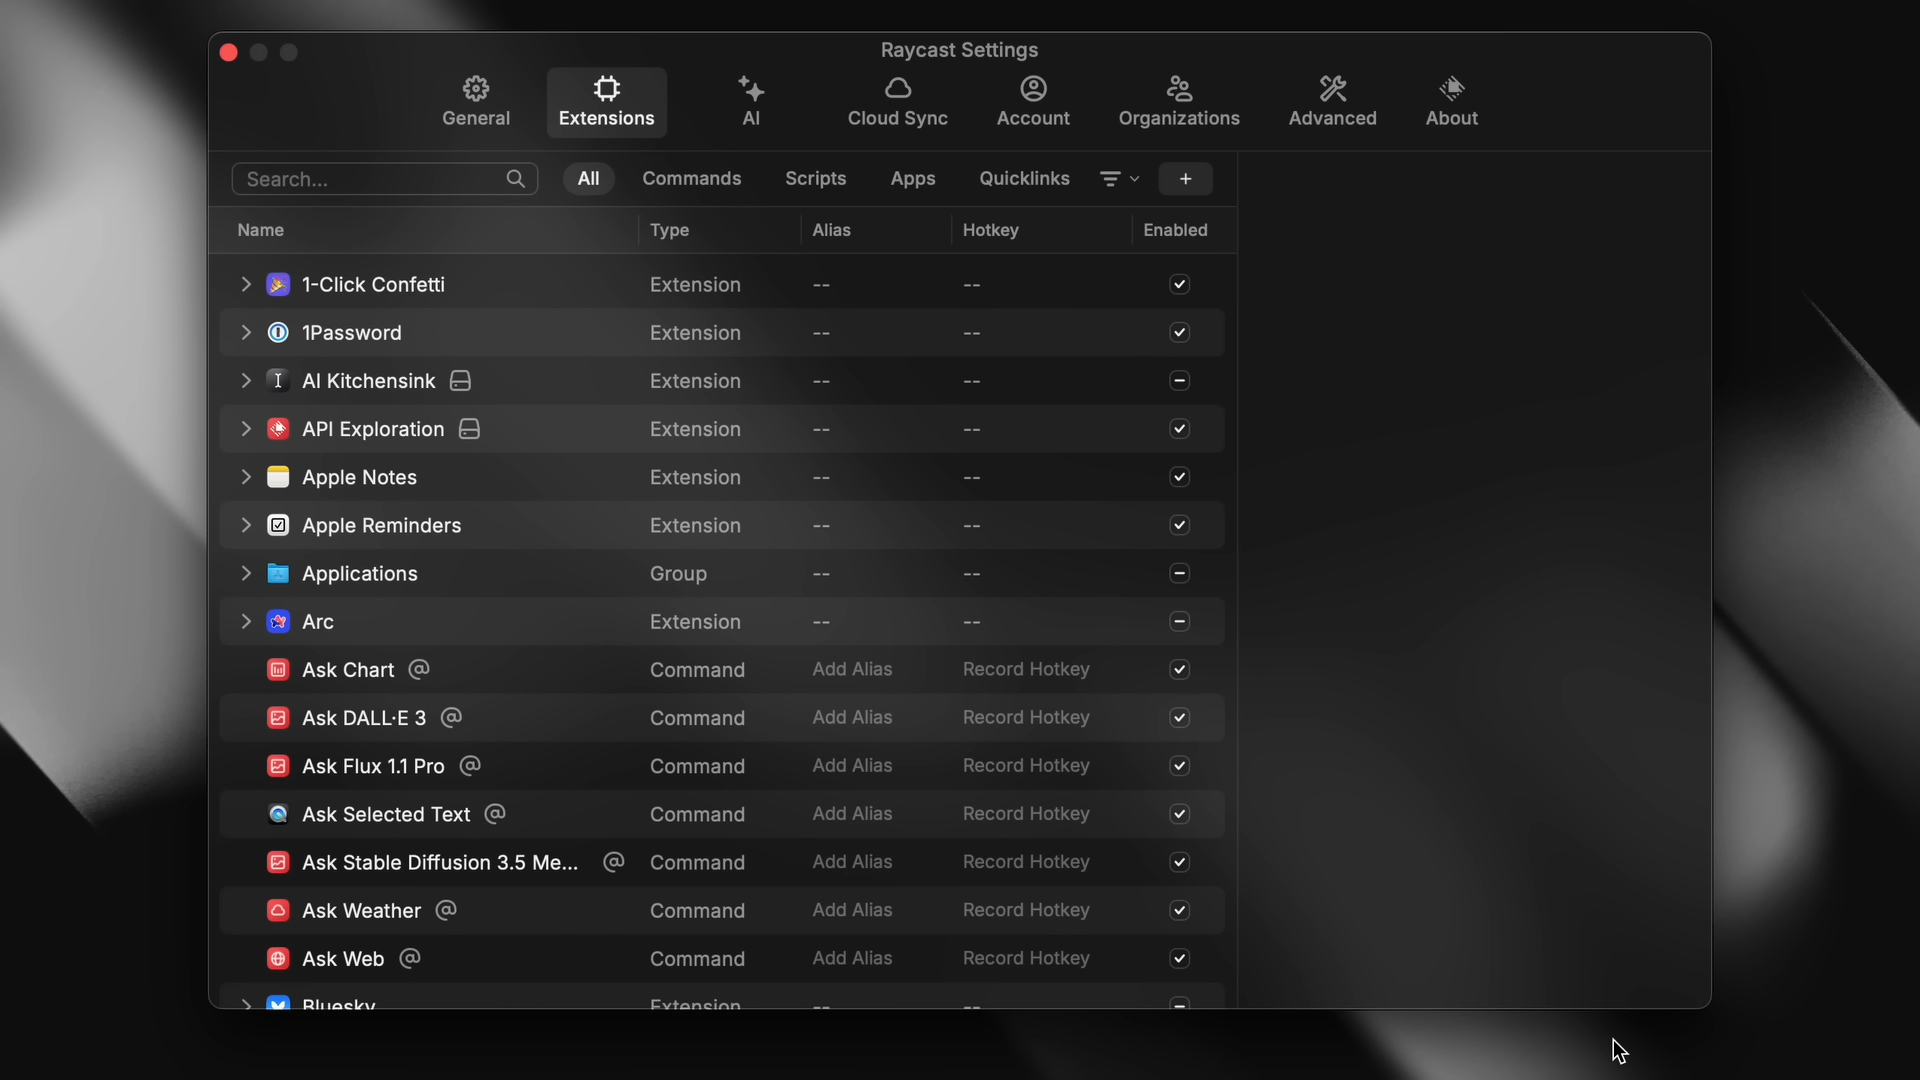 Raycast Settings
General Extensions AI Cloud Sync Account Organizations Advanced About
Search... All Commands Scripts Apps Quicklinks +
Name Type Alias Hotkey Enabled
1-Click Confetti Extension -- --
1Password Extension -- --
AI Kitchensink Extension -- --
API Exploration Extension -- --
Apple Notes Extension -- --
Apple Reminders Extension -- --
Applications Group -- --
Arc Extension -- --
Ask Chart @ Command Add Alias Record Hotkey
Ask DALL·E 3 @ Command Add Alias Record Hotkey
Ask Flux 1.1 Pro @ Command Add Alias Record Hotkey
Ask Selected Text @ Command Add Alias Record Hotkey
Ask Stable Diffusion 3.5 Me... @ Command Add Alias Record Hotkey
Ask Weather @ Command Add Alias Record Hotkey
Ask Web @ Command Add Alias Record Hotkey
Bluesky Extension -- --